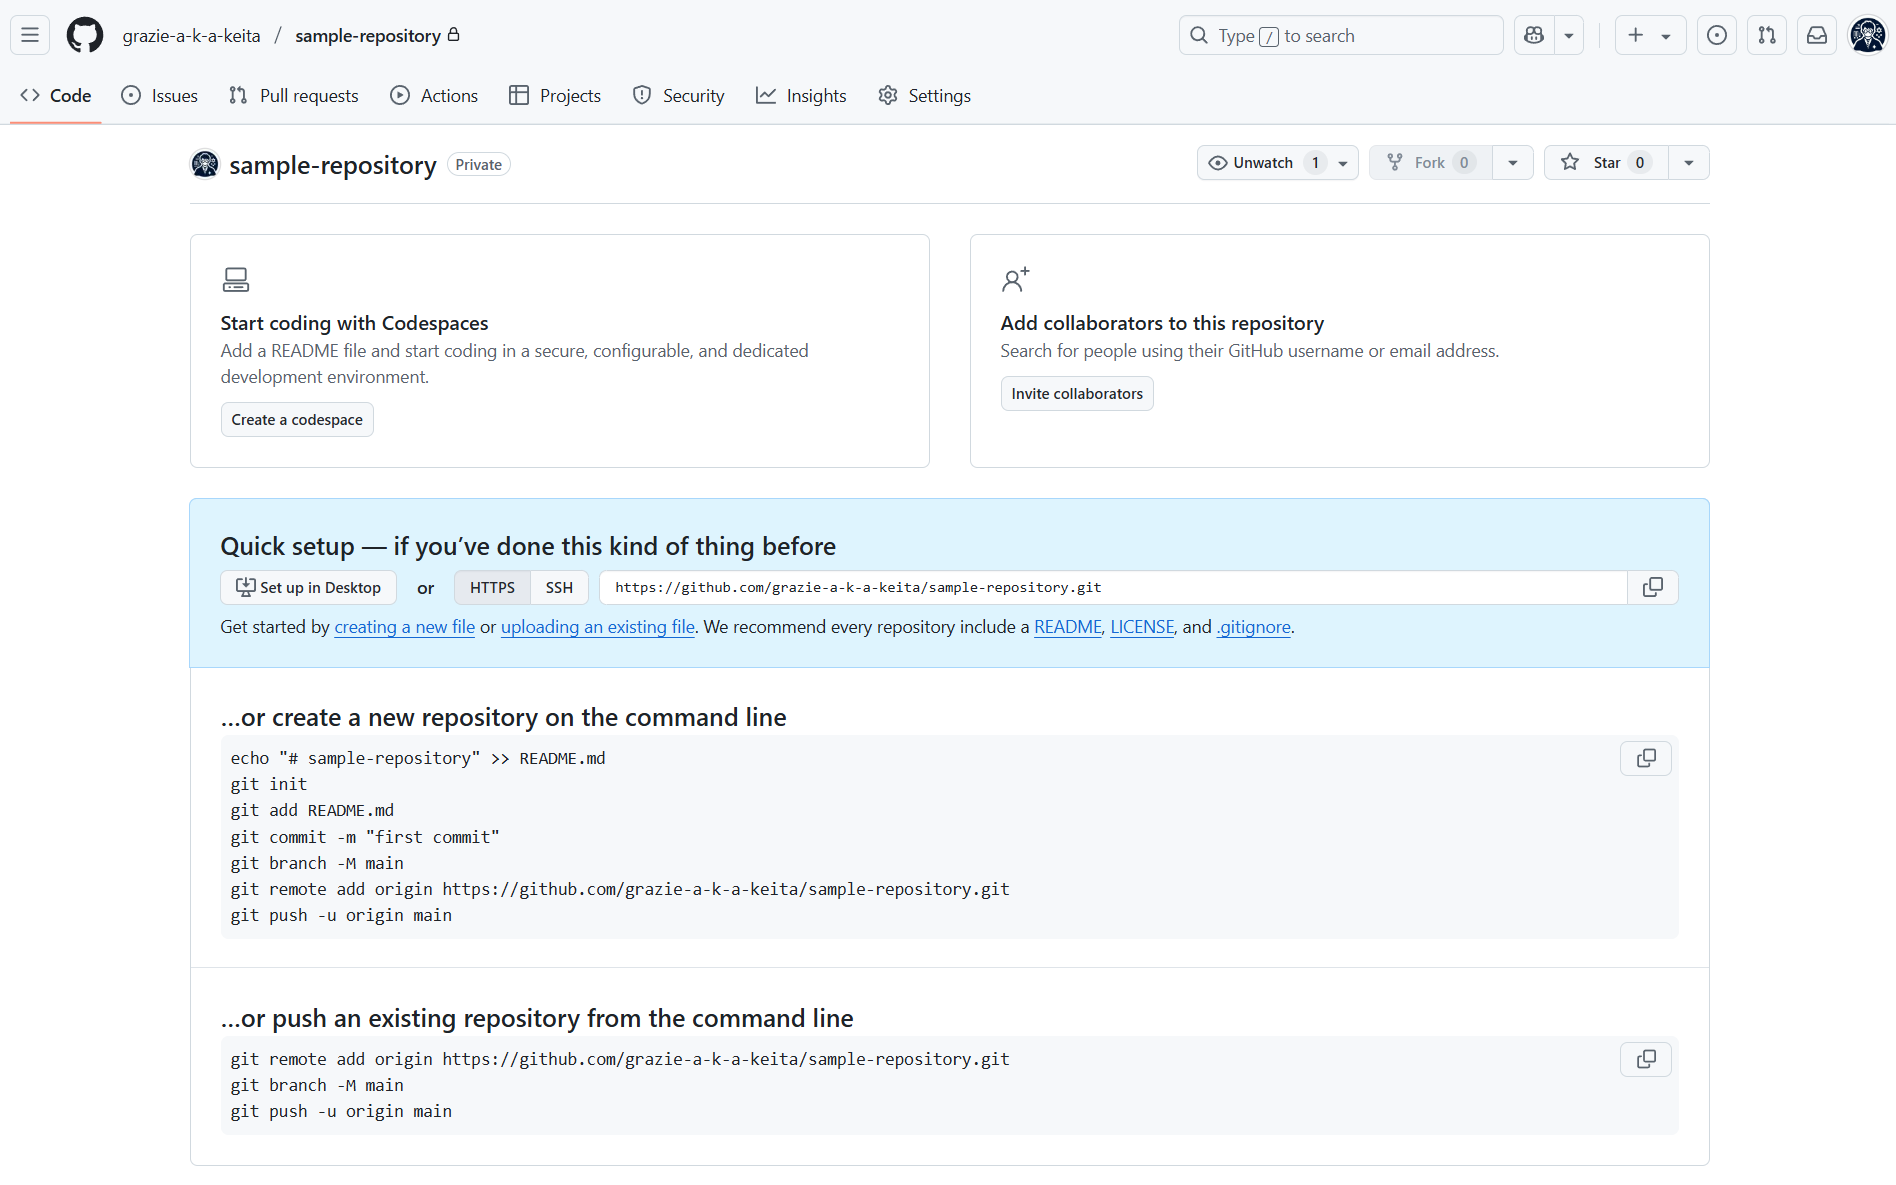 grazie-a-k-a-keita / sample-repository
Type / to search
Code Issues Pull requests Actions Projects Security Insights Settings
sample-repository Private
Unwatch 1 Fork 0 Star 0
Start coding with Codespaces
Add a README file and start coding in a secure, configurable, and dedicated
development environment.
Create a codespace
Add collaborators to this repository
Search for people using their GitHub username or email address.
Invite collaborators
Quick setup — if you’ve done this kind of thing before
Set up in Desktop or HTTPS SSH https://github.com/grazie-a-k-a-keita/sample-repository.git
Get started by creating a new file or uploading an existing file. We recommend every repository include a README, LICENSE, and .gitignore.
…or create a new repository on the command line
echo "# sample-repository" >> README.md
git init
git add README.md
git commit -m "first commit"
git branch -M main
git remote add origin https://github.com/grazie-a-k-a-keita/sample-repository.git
git push -u origin main
…or push an existing repository from the command line
git remote add origin https://github.com/grazie-a-k-a-keita/sample-repository.git
git branch -M main
git push -u origin main